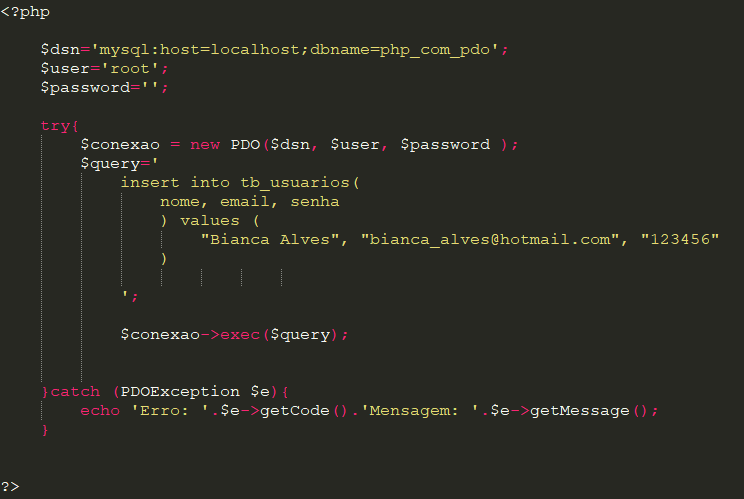 <?php
$dsn='mysql:host=localhost;dbname=php_com_pdo';
$user='root';
$password='';
try{
$conexao = new PDO($dsn, $user, $password );
$query='
insert into tb_usuarios(
nome, email, senha
) values (
"Bianca Alves", "bianca_alves@hotmail.com", "123456"
)
';
$conexao->exec($query);
}catch (PDOException $e){
echo 'Erro: '.$e->getCode().'Mensagem: '.$e->getMessage();
}
?>